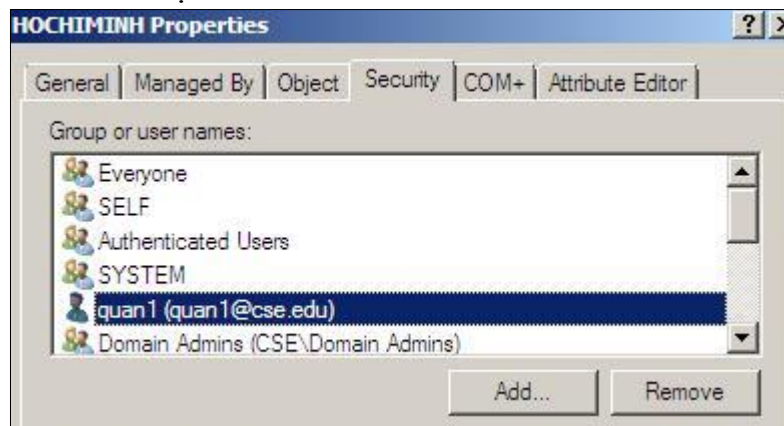 HOCHIMINH Properties
General Managed By Object Security COM+ Attribute Editor
Group or user names:
Everyone
SELF
Authenticated Users
SYSTEM
quan1 (quan1@cse.edu)
Domain Admins (CSE\Domain Admins)
Add... Remove